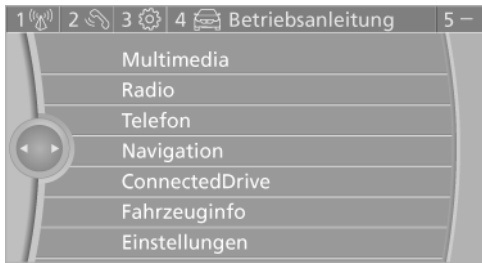 1 2 3 4 Betriebsanleitung 5 –
Multimedia
Radio
Telefon
Navigation
ConnectedDrive
Fahrzeuginfo
Einstellungen